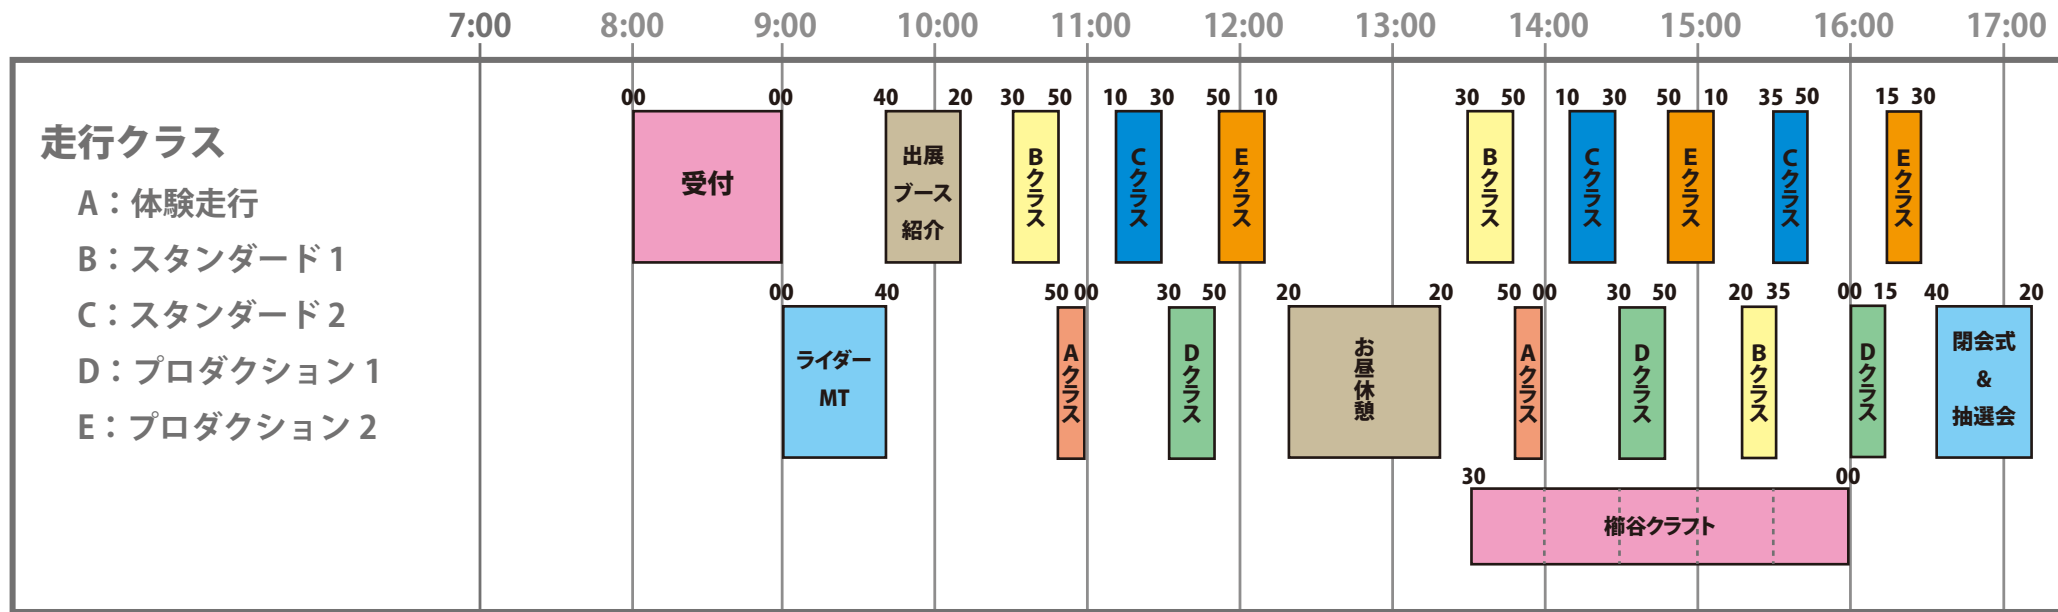 7:00 8:00 9:00 10:00 11:00 12:00 13:00 14:00 15:00 16:00 17:00
走行クラス
A：体験走行
B：スタンダード 1
C：スタンダード 2
D：プロダクション 1
E：プロダクション 2
00 00 40 20 30 50 10 30 50 10 30 50 10 30 50 10 35 50 15 30
受付
出展
ブース
紹介
Bクラス
Cクラス
Eクラス
Bクラス
Cクラス
Eクラス
Cクラス
Eクラス
00 40 50 00 30 50 20 20 50 00 30 50 20 35 00 15 40 20
ライダー
MT
Aクラス
Dクラス
お昼休憩
Aクラス
Dクラス
Bクラス
Dクラス
閉会式
&
抽選会
30 00
櫛谷クラフト